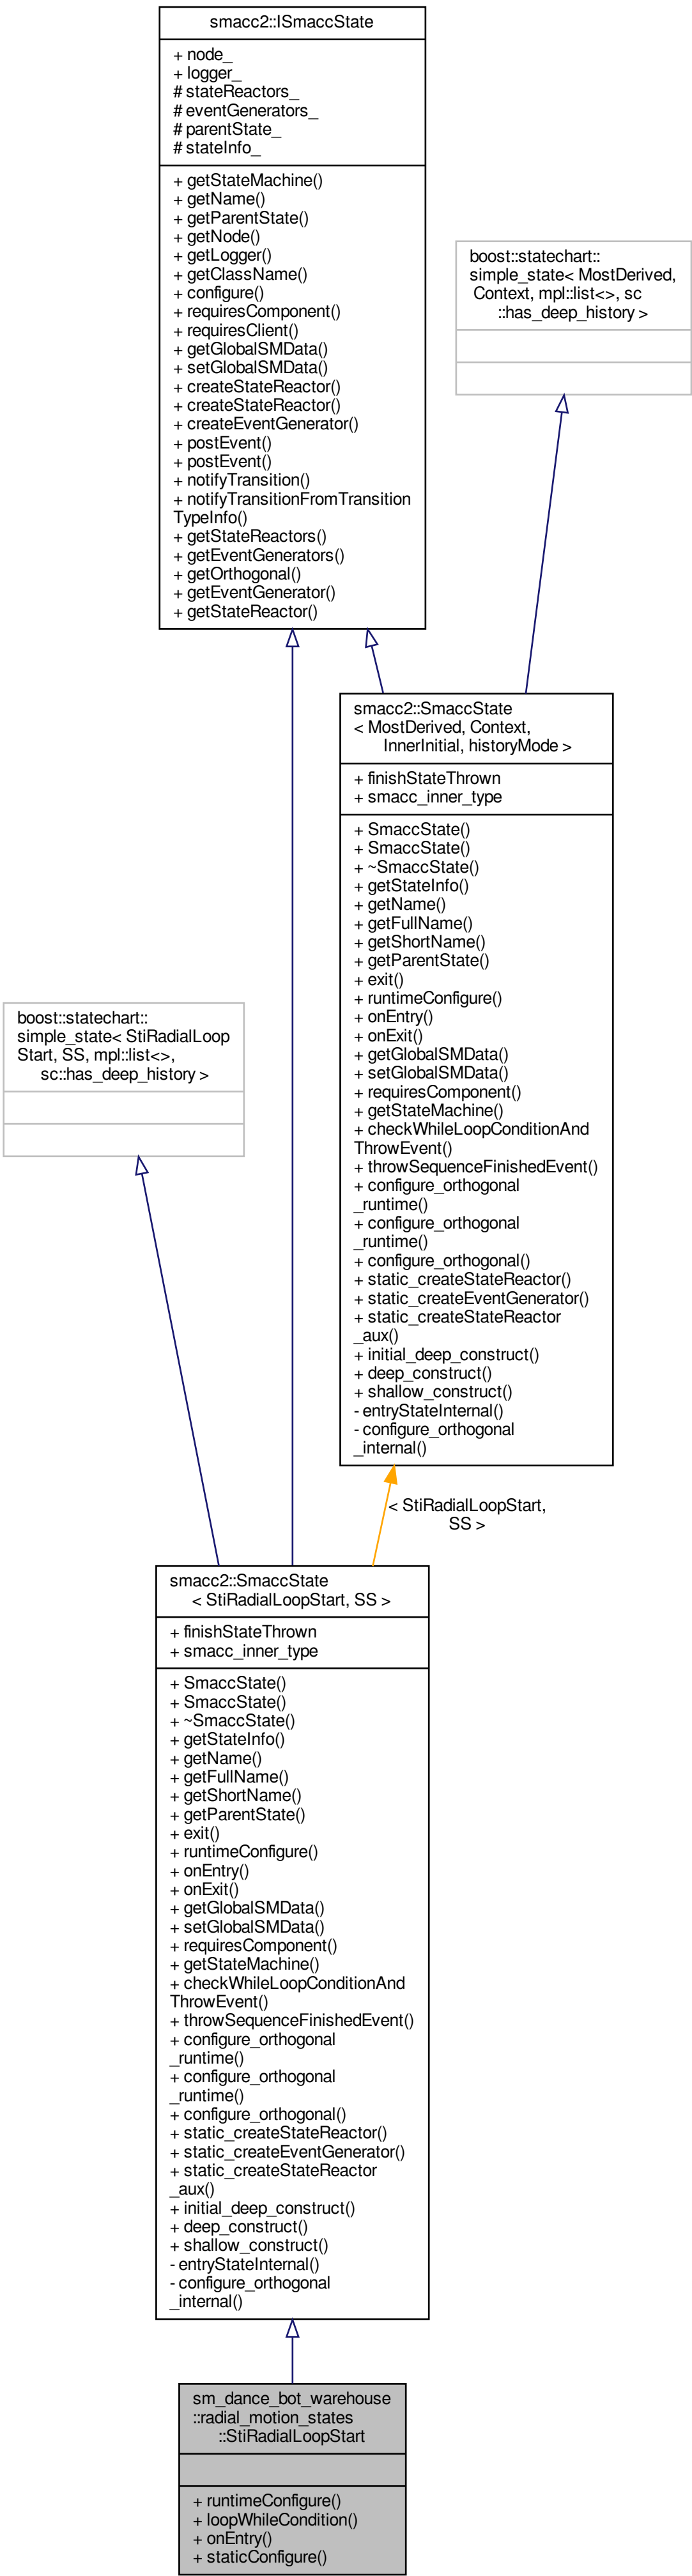 smacc2::ISmaccState
+ node_
+ logger_
# stateReactors_
# eventGenerators_
# parentState_
# stateInfo_
+ getStateMachine()
+ getName()
+ getParentState()
+ getNode()
+ getLogger()
+ getClassName()
+ configure()
+ requiresComponent()
+ requiresClient()
+ getGlobalSMData()
+ setGlobalSMData()
+ createStateReactor()
+ createStateReactor()
+ createEventGenerator()
+ postEvent()
+ postEvent()
+ notifyTransition()
+ notifyTransitionFromTransition
TypeInfo()
+ getStateReactors()
+ getEventGenerators()
+ getOrthogonal()
+ getEventGenerator()
+ getStateReactor()
boost::statechart::
simple_state< MostDerived,
Context, mpl::list<>, sc
::has_deep_history >
smacc2::SmaccState
< MostDerived, Context,
InnerInitial, historyMode >
+ finishStateThrown
+ smacc_inner_type
+ SmaccState()
+ SmaccState()
+ ~SmaccState()
+ getStateInfo()
+ getName()
+ getFullName()
+ getShortName()
+ getParentState()
+ exit()
+ runtimeConfigure()
+ onEntry()
+ onExit()
+ getGlobalSMData()
+ setGlobalSMData()
+ requiresComponent()
+ getStateMachine()
+ checkWhileLoopConditionAnd
ThrowEvent()
+ throwSequenceFinishedEvent()
+ configure_orthogonal
_runtime()
+ configure_orthogonal
_runtime()
+ configure_orthogonal()
+ static_createStateReactor()
+ static_createEventGenerator()
+ static_createStateReactor
_aux()
+ initial_deep_construct()
+ deep_construct()
+ shallow_construct()
- entryStateInternal()
- configure_orthogonal
_internal()
boost::statechart::
simple_state< StiRadialLoop
Start, SS, mpl::list<>,
sc::has_deep_history >
< StiRadialLoopStart,
SS >
smacc2::SmaccState
< StiRadialLoopStart, SS >
+ finishStateThrown
+ smacc_inner_type
+ SmaccState()
+ SmaccState()
+ ~SmaccState()
+ getStateInfo()
+ getName()
+ getFullName()
+ getShortName()
+ getParentState()
+ exit()
+ runtimeConfigure()
+ onEntry()
+ onExit()
+ getGlobalSMData()
+ setGlobalSMData()
+ requiresComponent()
+ getStateMachine()
+ checkWhileLoopConditionAnd
ThrowEvent()
+ throwSequenceFinishedEvent()
+ configure_orthogonal
_runtime()
+ configure_orthogonal
_runtime()
+ configure_orthogonal()
+ static_createStateReactor()
+ static_createEventGenerator()
+ static_createStateReactor
_aux()
+ initial_deep_construct()
+ deep_construct()
+ shallow_construct()
- entryStateInternal()
- configure_orthogonal
_internal()
sm_dance_bot_warehouse
::radial_motion_states
::StiRadialLoopStart
+ runtimeConfigure()
+ loopWhileCondition()
+ onEntry()
+ staticConfigure()